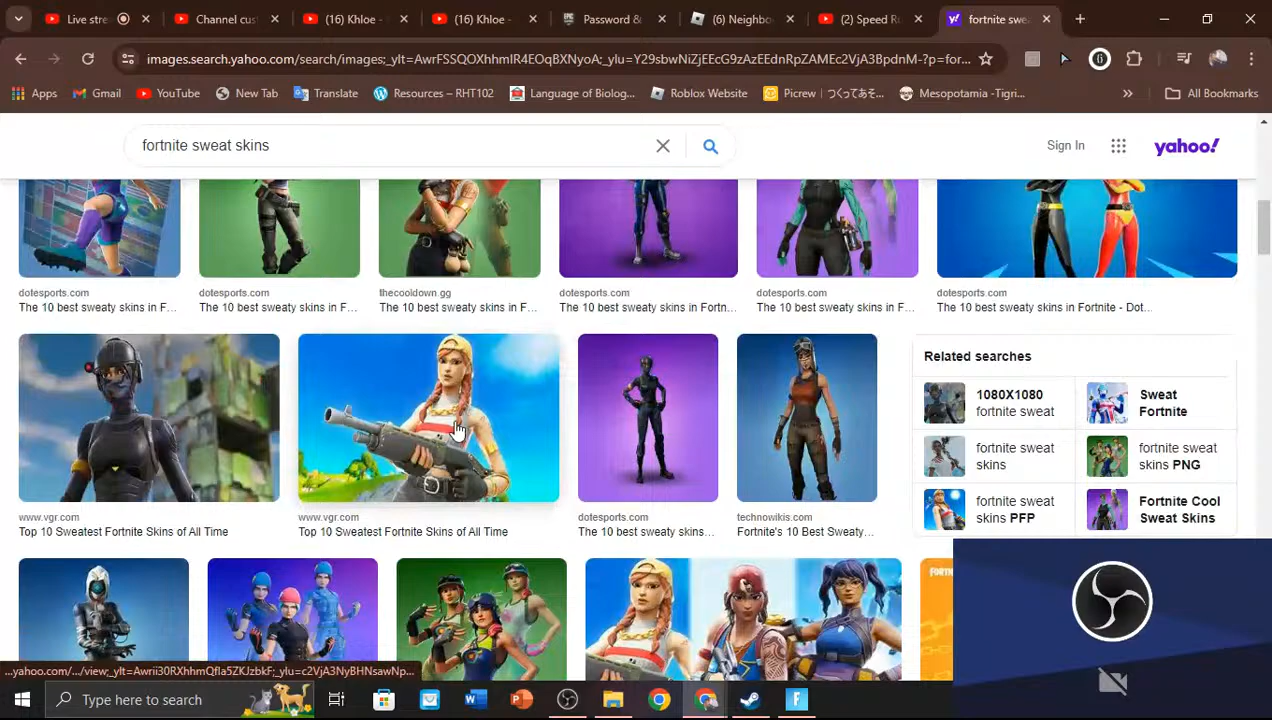 Live stre
Channel cus
(16) Khloe -
(16) Khloe -
Password &
(6) Neighbo
(2) Speed R
fortnite swea
images.search.yahoo.com/search/images;_ylt=AwrFSSQOXhhmIR4EOqBXNyoA;_ylu=Y29sbwNiZjEEcG9zAzEEdnRpZAMEc2VjA3BpdnM-?p=for...
Apps
Gmail
YouTube
New Tab
Translate
Resources – RHT102
Language of Biolog...
Roblox Website
Picrew | つくってあそ...
Mesopotamia -Tigri...
All Bookmarks
fortnite sweat skins
Sign In
yahoo!
dotesports.com
The 10 best sweaty skins in F...
dotesports.com
The 10 best sweaty skins in F...
thecooldown.gg
The 10 best sweaty skins in F...
dotesports.com
The 10 best sweaty skins in Fortn...
dotesports.com
The 10 best sweaty skins in F...
dotesports.com
The 10 best sweaty skins in Fortnite - Dot...
www.vgr.com
Top 10 Sweatest Fortnite Skins of All Time
www.vgr.com
Top 10 Sweatest Fortnite Skins of All Time
dotesports.com
The 10 best sweaty skins...
technowikis.com
Fortnite's 10 Best Sweaty...
Related searches
1080X1080
fortnite sweat
Sweat
Fortnite
fortnite sweat
skins
fortnite sweat
skins PNG
fortnite sweat
skins PFP
Fortnite Cool
Sweat Skins
Type here to search